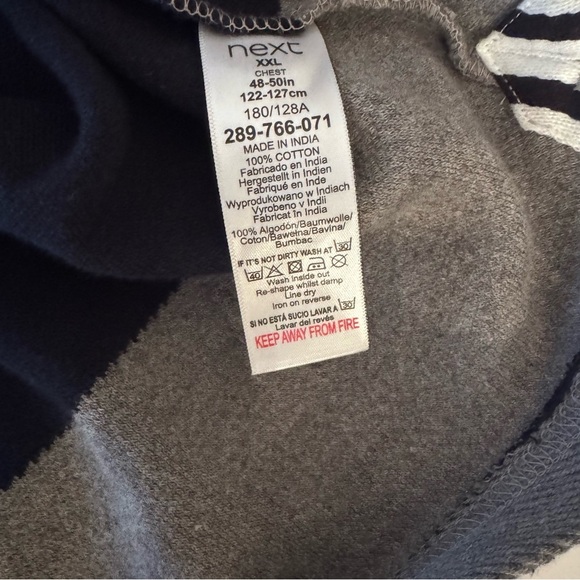 next
XXL
CHEST
48-50in
122-127cm
180/128A
289-766-071
MADE IN INDIA
100% COTTON
Fabricado en India
Hergestellt in Indien
Fabriqué en Inde
Wyprodukowano w Indiach
Vyrobeno v Indii
Fabricat în India
100% Algodón/Baumwolle/
Coton/Bawełna/Bavlna/
Bumbac
IF IT'S NOT DIRTY WASH AT 30
40
Wash inside out
Re-shape whilst damp
Line dry
Iron on reverse
SI NO ESTÁ SUCIO LAVAR A 30
Lavar del revés
KEEP AWAY FROM FIRE